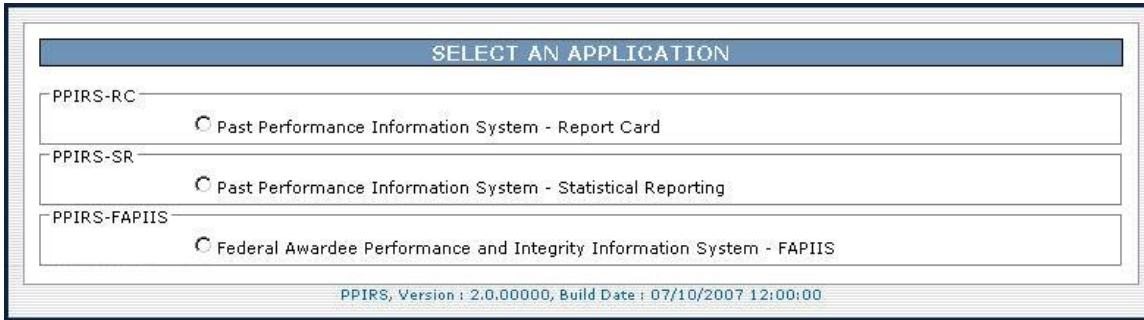 SELECT AN APPLICATION
PPIRS-RC
Past Performance Information System - Report Card
PPIRS-SR
Past Performance Information System - Statistical Reporting
PPIRS-FAPIIS
Federal Awardee Performance and Integrity Information System - FAPIIS
PPIRS, Version : 2.0.00000, Build Date : 07/10/2007 12:00:00